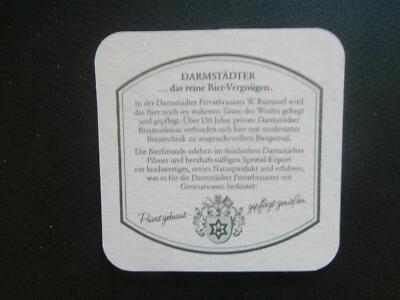 DARMSTÄDTER
...das reine Bier-Vergnügen.
In der Darmstädter Privatbrauerei W. Rummel wird
das Bier noch im wahrsten Sinne des Wortes gehegt
und gepflegt. Über 130 Jahre private Darmstädter
Brautradition verbinden sich hier mit modernster
Brautechnik zu anspruchsvollem Biergenuß.
Die Bierfreunde erleben im feinherben Darmstädter
Pilsner und herzhaft-süffigen Spezial-Export
ein hochwertiges, reines Naturprodukt und erfahren,
was es für die Darmstädter Privatbrauerei seit
Generationen bedeutet:
Privat gebraut - gepflegt genießen.